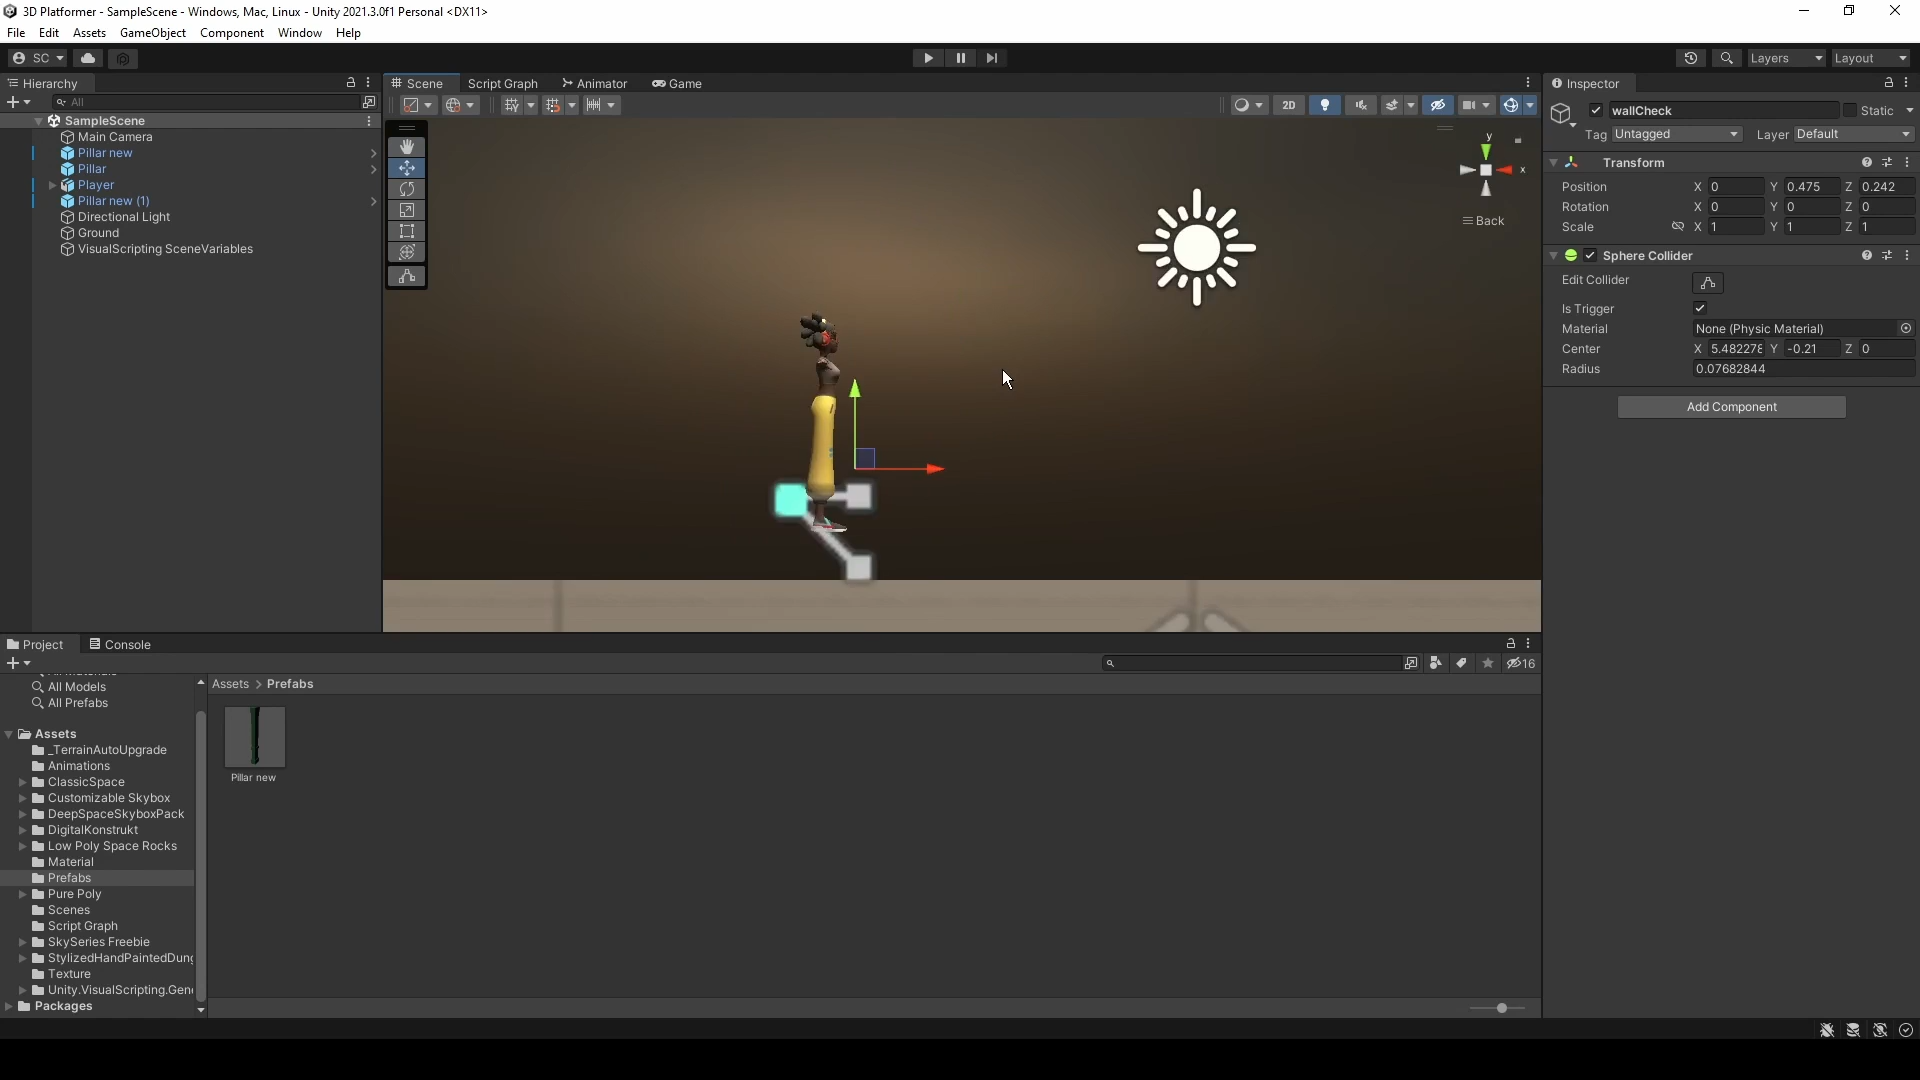 3D Platformer - SampleScene - Windows, Mac, Linux - Unity 2021.3.0f1 Personal <DX11>
File Edit Assets GameObject Component Window Help
SC
Layers Layout
Hierarchy
All
SampleScene
Main Camera
Pillar new
Pillar
Player
Pillar new (1)
Directional Light
Ground
VisualScripting SceneVariables
Scene Script Graph Animator Game
2D
y
x
Back
Inspector
wallCheck Static
Tag Untagged Layer Default
Transform
Position X 0 Y 0.475 Z 0.242
Rotation X 0 Y 0 Z 0
Scale X 1 Y 1 Z 1
Sphere Collider
Edit Collider
Is Trigger
Material None (Physic Material)
Center X 5.482278 Y -0.21 Z 0
Radius 0.07682844
Add Component
Project Console
16
All Models
All Prefabs
Assets
_TerrainAutoUpgrade
Animations
ClassicSpace
Customizable Skybox
DeepSpaceSkyboxPack
DigitalKonstrukt
Low Poly Space Rocks
Material
Prefabs
Pure Poly
Scenes
Script Graph
SkySeries Freebie
StylizedHandPaintedDung
Texture
Unity.VisualScripting.Gene
Packages
Assets > Prefabs
Pillar new